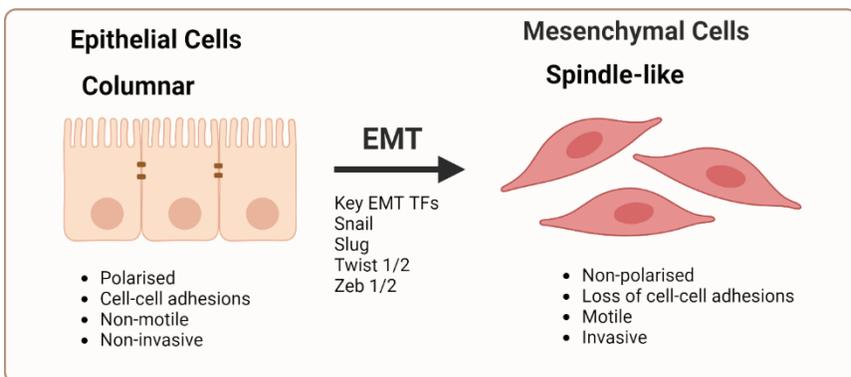 Epithelial Cells
Columnar
EMT
Key EMT TFs
Snail
Slug
Twist 1/2
Zeb 1/2
Mesenchymal Cells
Spindle-like
• Polarised
• Cell-cell adhesions
• Non-motile
• Non-invasive
• Non-polarised
• Loss of cell-cell adhesions
• Motile
• Invasive